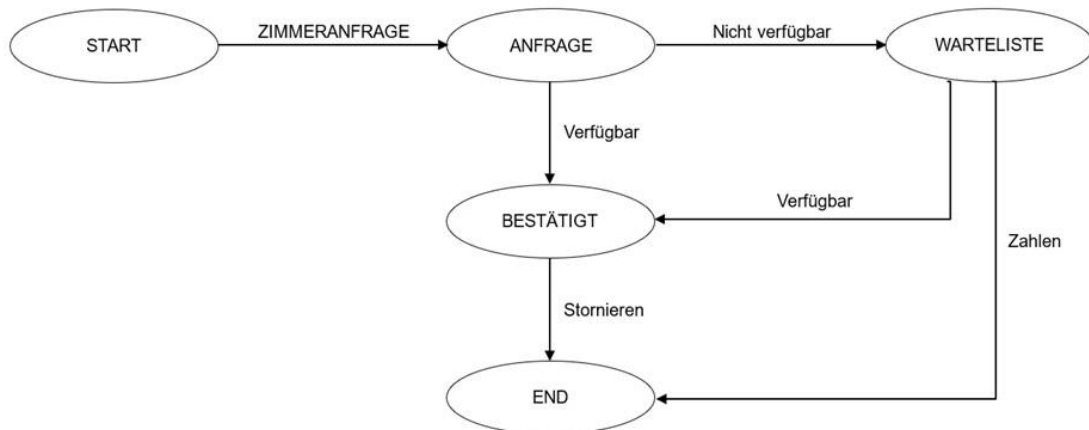 START
ZIMMERANFRAGE
ANFRAGE
Nicht verfügbar
WARTELISTE
Verfügbar
BESTÄTIGT
Verfügbar
Zahlen
Stornieren
END